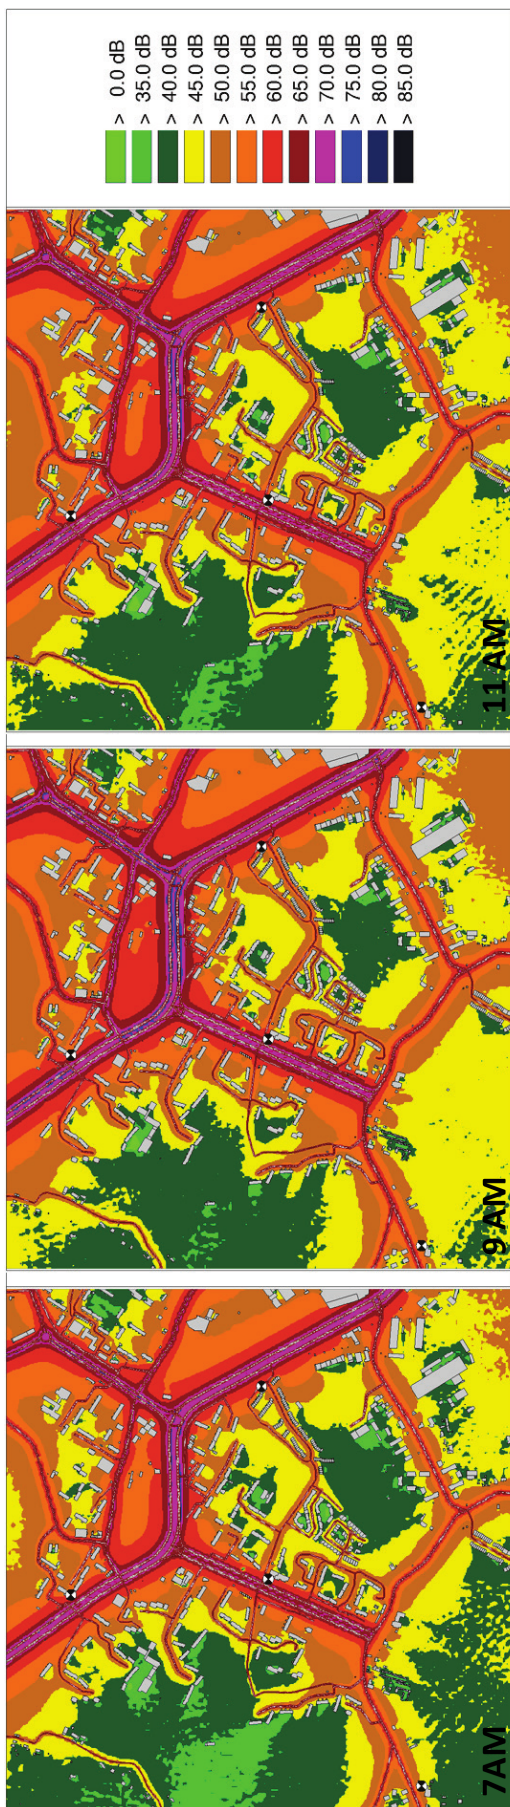 > 0.0 dB
> 35.0 dB
> 40.0 dB
> 45.0 dB
> 50.0 dB
> 55.0 dB
> 60.0 dB
> 65.0 dB
> 70.0 dB
> 75.0 dB
> 80.0 dB
> 85.0 dB
11 AM
9 AM
7AM